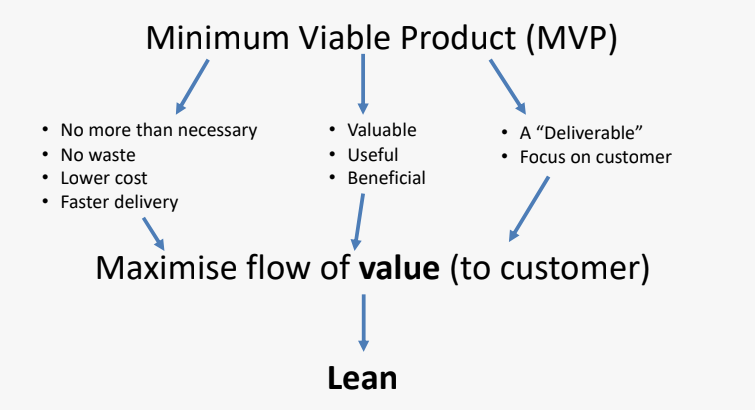 Minimum Viable Product (MVP)
• No more than necessary
• No waste
• Lower cost
• Faster delivery
• Valuable
• Useful
• Beneficial
• A “Deliverable”
• Focus on customer
Maximise flow of value (to customer)
Lean